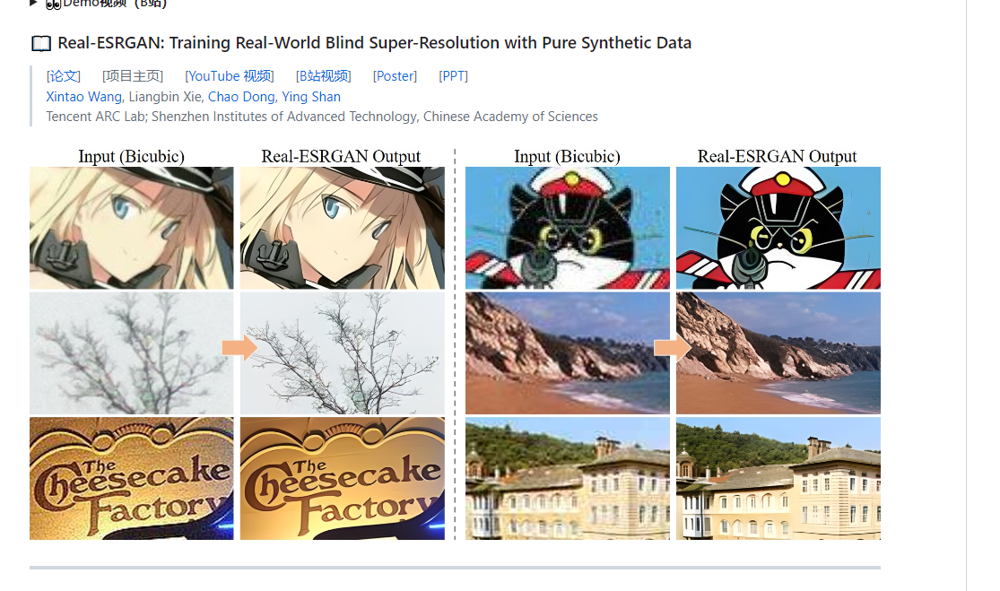 Demo视频（B站）
Real-ESRGAN: Training Real-World Blind Super-Resolution with Pure Synthetic Data
[论文] [项目主页] [YouTube 视频] [B站视频] [Poster] [PPT]
Xintao Wang, Liangbin Xie, Chao Dong, Ying Shan
Tencent ARC Lab; Shenzhen Institutes of Advanced Technology, Chinese Academy of Sciences
Input (Bicubic) Real-ESRGAN Output Input (Bicubic) Real-ESRGAN Output
The The
Cheesecake Cheesecake
Factory Factory